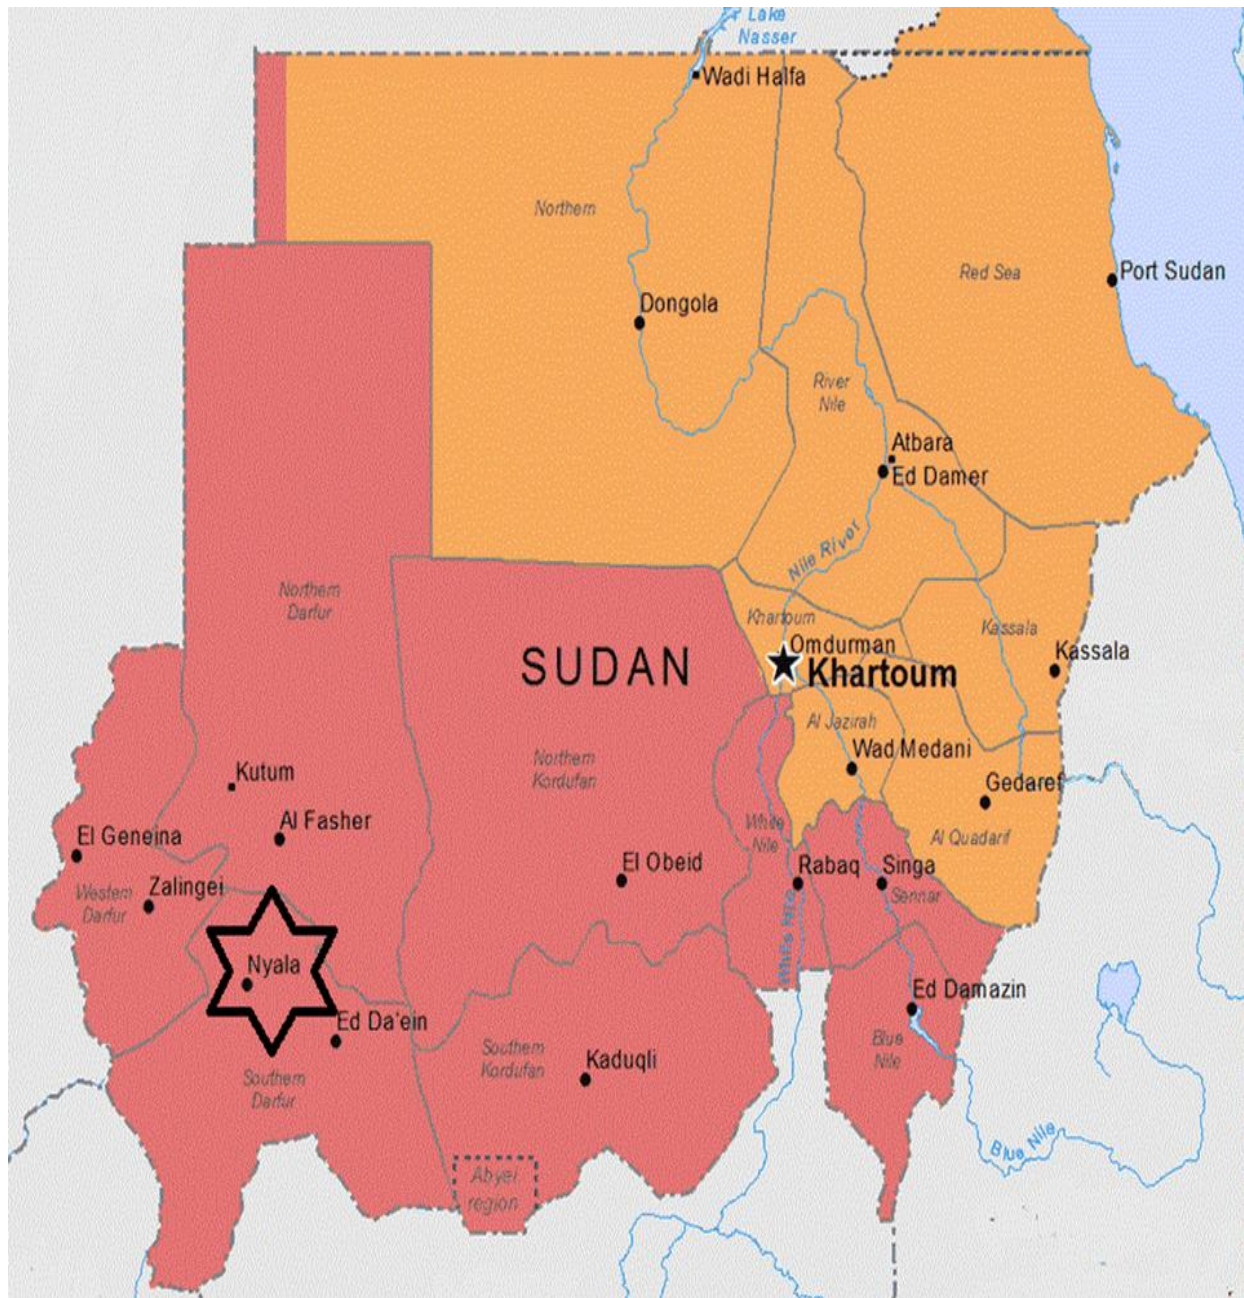 Lake
Nasser
Wadi Halfa
Northern
Red Sea
Port Sudan
Dongola
River
Nile
Atbara
Ed Damer
Nile River
Northern
Darfur
Khartoum
Kassala
SUDAN
Omdurman
Khartoum
Kassala
Al Jazirah
Wad Medani
Northern
Kordufan
Kutum
Gedaref
Al Fasher
El Geneina
White
Nile
Al Quadarif
El Obeid
Rabaq
Singa
Sennar
Zalingei
Western
Darfur
White Nile
Nyala
Ed Damazin
Ed Da'ein
Blue
Nile
Southern
Kordufan
Kaduqli
Southern
Darfur
Blue Nile
Abyei
region